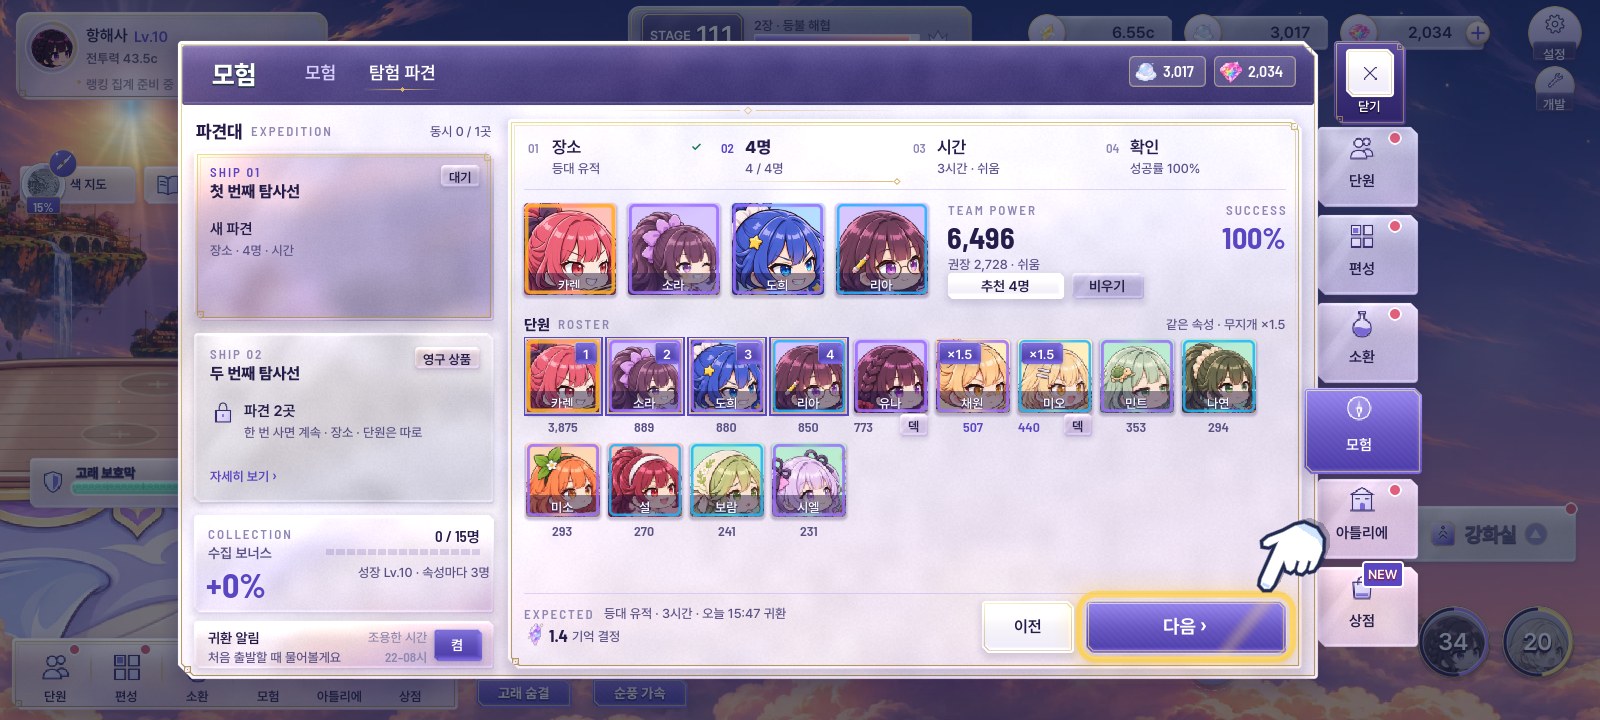 항해사 Lv.10
전투력 43.5c
* 랭킹 집계 준비 중
STAGE 111
2장 · 등불 해협
6.55c
3,017
2,034
설정
개발
모험
모험
탐험 파견
3,017
2,034
닫기
파견대 EXPEDITION
동시 0 / 1곳
SHIP 01
첫 번째 탐사선
대기
새 파견
장소 · 4명 · 시간
SHIP 02
두 번째 탐사선
영구 상품
파견 2곳
한 번 사면 계속 · 장소 · 단원은 따로
자세히 보기 ›
COLLECTION
수집 보너스
0 / 15명
+0%
성장 Lv.10 · 속성마다 3명
귀환 알림
처음 출발할 때 물어볼게요
조용한 시간
22-08시
켬
01 장소
등대 유적
02 4명
4 / 4명
03 시간
3시간 · 쉬움
04 확인
성공률 100%
카렌
소라
도희
리아
TEAM POWER
6,496
권장 2,728 · 쉬움
SUCCESS
100%
추천 4명
비우기
단원 ROSTER
같은 속성 · 무지개 ×1.5
1
2
3
4
×1.5
×1.5
카렌
소라
도희
리아
유나
채원
미오
민트
나연
3,875
889
880
850
773
덱
507
440
덱
353
294
미소
설
보람
시엘
293
270
241
231
EXPECTED 등대 유적 · 3시간 · 오늘 15:47 귀환
1.4 기억 결정
이전
다음 ›
단원
편성
소환
모험
아틀리에
NEW
상점
색 지도
15%
고래 보호막
강화실
34
20
단원
편성
소환
모험
아틀리에
상점
고래 숨결
순풍 가속